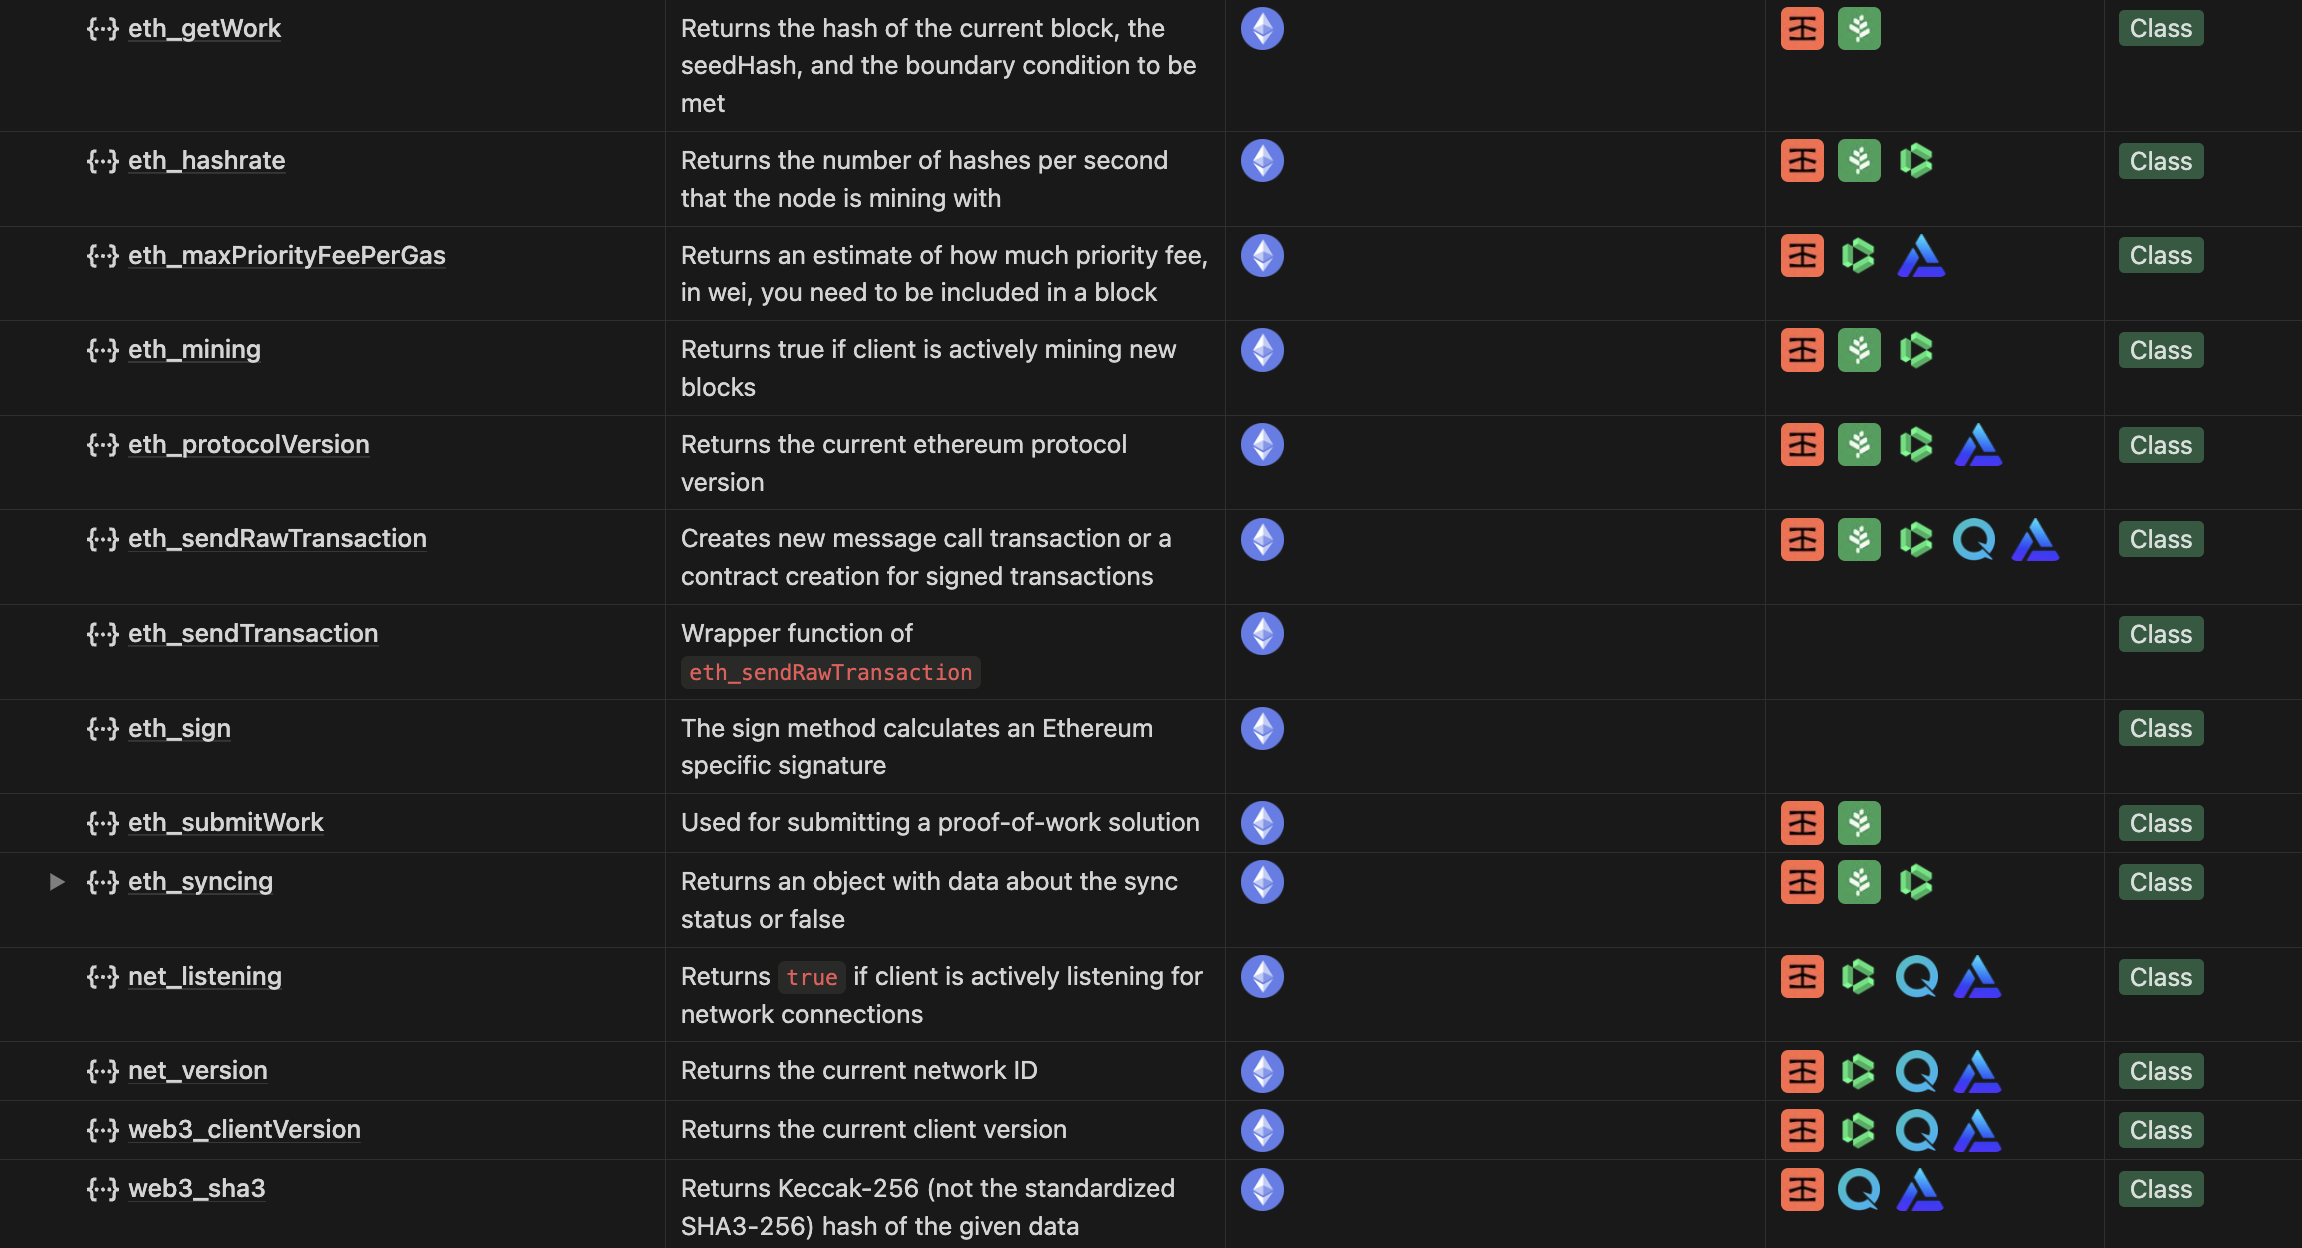 eth_getWork
Returns the hash of the current block, the
seedHash, and the boundary condition to be
met
Class
eth_hashrate
Returns the number of hashes per second
that the node is mining with
Class
eth_maxPriorityFeePerGas
Returns an estimate of how much priority fee,
in wei, you need to be included in a block
Class
eth_mining
Returns true if client is actively mining new
blocks
Class
eth_protocolVersion
Returns the current ethereum protocol
version
Class
eth_sendRawTransaction
Creates new message call transaction or a
contract creation for signed transactions
Class
eth_sendTransaction
Wrapper function of
eth_sendRawTransaction
Class
eth_sign
The sign method calculates an Ethereum
specific signature
Class
eth_submitWork
Used for submitting a proof-of-work solution
Class
eth_syncing
Returns an object with data about the sync
status or false
Class
net_listening
Returns true if client is actively listening for
network connections
Class
net_version
Returns the current network ID
Class
web3_clientVersion
Returns the current client version
Class
web3_sha3
Returns Keccak-256 (not the standardized
SHA3-256) hash of the given data
Class